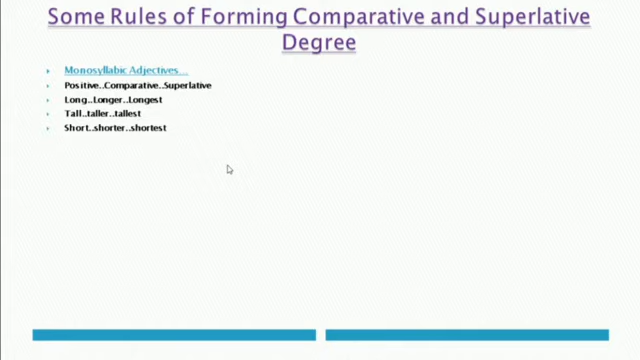 Some Rules of Forming Comparative and Superlative
Degree
Monosyllabic Adjectives...
Positive..Comparative..Superlative
Long..Longer..Longest
Tall..taller..tallest
Short..shorter..shortest